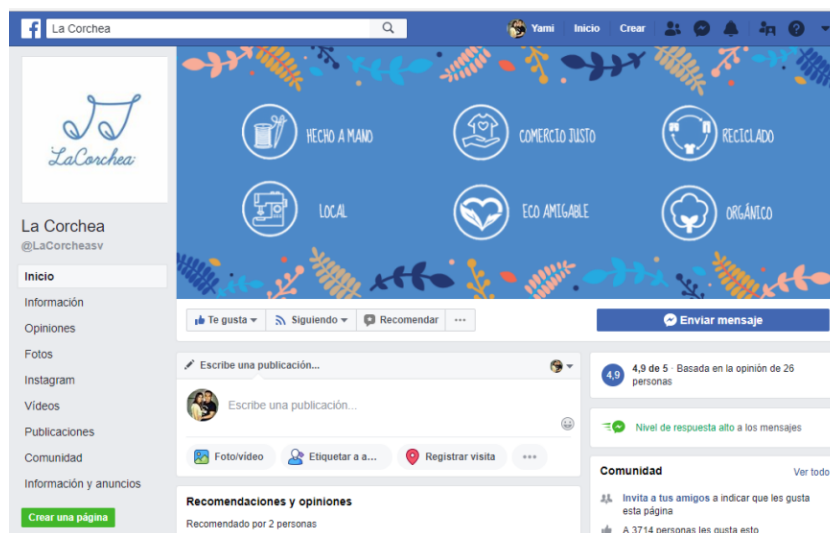 La Corchea
Yami Inicio Crear
LaCorchea
HECHO A MANO
COMERCIO JUSTO
RECICLADO
LOCAL
ECO AMIGABLE
ORGÁNICO
La Corchea
@LaCorcheasv
Inicio
Información
Opiniones
Fotos
Instagram
Vídeos
Publicaciones
Comunidad
Información y anuncios
Crear una página
Te gusta
Siguiendo
Recomendar
Enviar mensaje
Escribe una publicación...
Escribe una publicación...
Foto/vídeo
Etiquetar a a...
Registrar visita
Recomendaciones y opiniones
Recomendado por 2 personas
4,9
4,9 de 5 · Basada en la opinión de 26
personas
Nivel de respuesta alto a los mensajes
Comunidad
Ver todo
Invita a tus amigos a indicar que les gusta
esta página
A 3714 personas les gusta esto